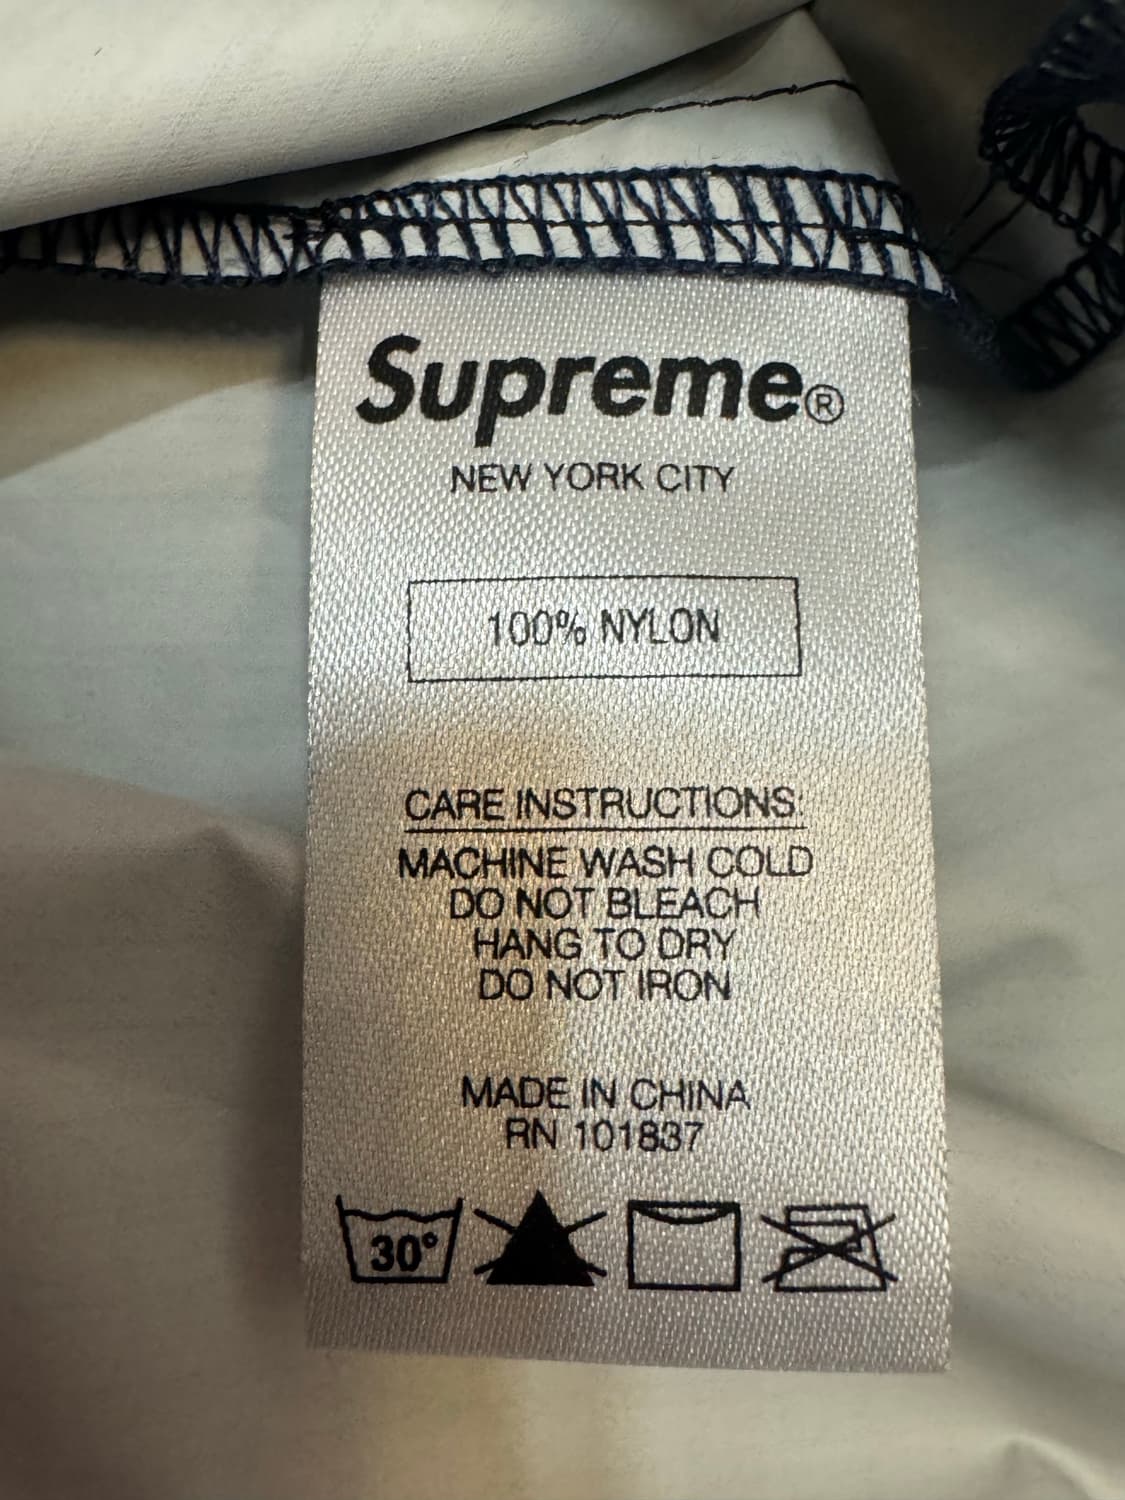 Supreme®
NEW YORK CITY
100% NYLON
CARE INSTRUCTIONS:
MACHINE WASH COLD
DO NOT BLEACH
HANG TO DRY
DO NOT IRON
MADE IN CHINA
RN 101837
30°